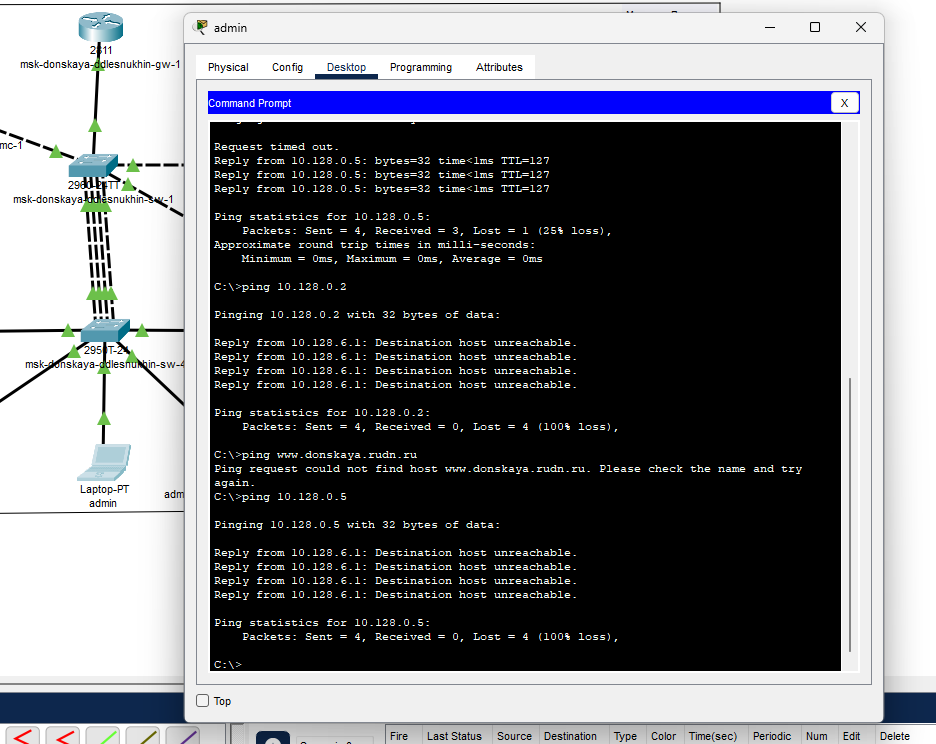 admin
2811
msk-donskaya-ddlesnukhin-gw-1
Physical
Config
Desktop
Programming
Attributes
Command Prompt
X
Request timed out.
Reply from 10.128.0.5: bytes=32 time<1ms TTL=127
Reply from 10.128.0.5: bytes=32 time<1ms TTL=127
Reply from 10.128.0.5: bytes=32 time<1ms TTL=127
Ping statistics for 10.128.0.5:
Packets: Sent = 4, Received = 3, Lost = 1 (25% loss),
Approximate round trip times in milli-seconds:
Minimum = 0ms, Maximum = 0ms, Average = 0ms
C:\>ping 10.128.0.2
Pinging 10.128.0.2 with 32 bytes of data:
Reply from 10.128.6.1: Destination host unreachable.
Reply from 10.128.6.1: Destination host unreachable.
Reply from 10.128.6.1: Destination host unreachable.
Reply from 10.128.6.1: Destination host unreachable.
Ping statistics for 10.128.0.2:
Packets: Sent = 4, Received = 0, Lost = 4 (100% loss),
C:\>ping www.donskaya.rudn.ru
Ping request could not find host www.donskaya.rudn.ru. Please check the name and try
again.
C:\>ping 10.128.0.5
Pinging 10.128.0.5 with 32 bytes of data:
Reply from 10.128.6.1: Destination host unreachable.
Reply from 10.128.6.1: Destination host unreachable.
Reply from 10.128.6.1: Destination host unreachable.
Reply from 10.128.6.1: Destination host unreachable.
Ping statistics for 10.128.0.5:
Packets: Sent = 4, Received = 0, Lost = 4 (100% loss),
C:\>
Top
mc-1
2960-24TT
msk-donskaya-ddlesnukhin-sw-1
2950T-24
msk-donskaya-ddlesnukhin-sw-4
Laptop-PT
admin
adm
Fire
Last Status
Source
Destination
Type
Color
Time(sec)
Periodic
Num
Edit
Delete